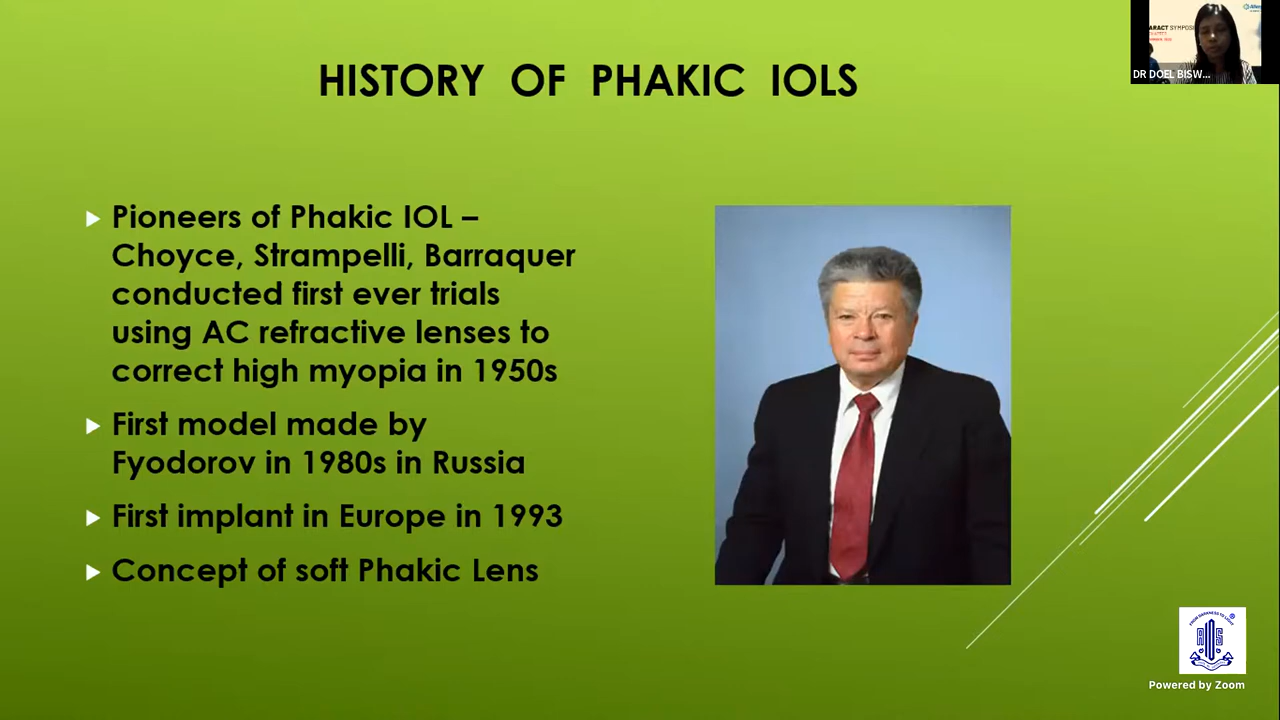 HISTORY OF PHAKIC IOLS
Pioneers of Phakic IOL –
Choyce, Strampelli, Barraquer
conducted first ever trials
using AC refractive lenses to
correct high myopia in 1950s
First model made by
Fyodorov in 1980s in Russia
First implant in Europe in 1993
Concept of soft Phakic Lens
ARACT SYMPOSI
DR DOEL BISW...
Powered by Zoom